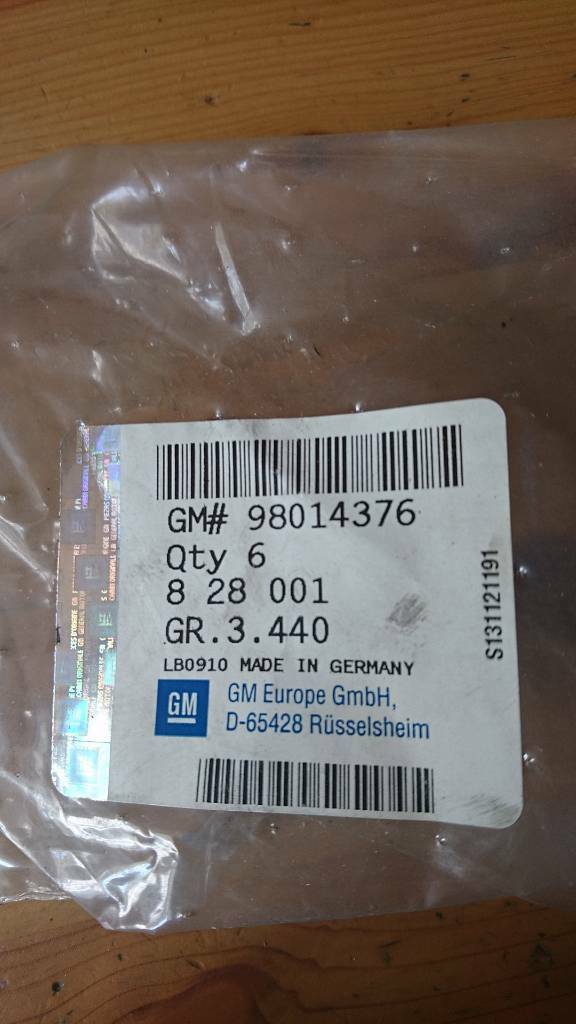 GM# 98014376
Qty 6
8 28 001
GR.3.440
LB0910 MADE IN GERMANY
GM
GM Europe GmbH,
D-65428 Rüsselsheim
S131121191